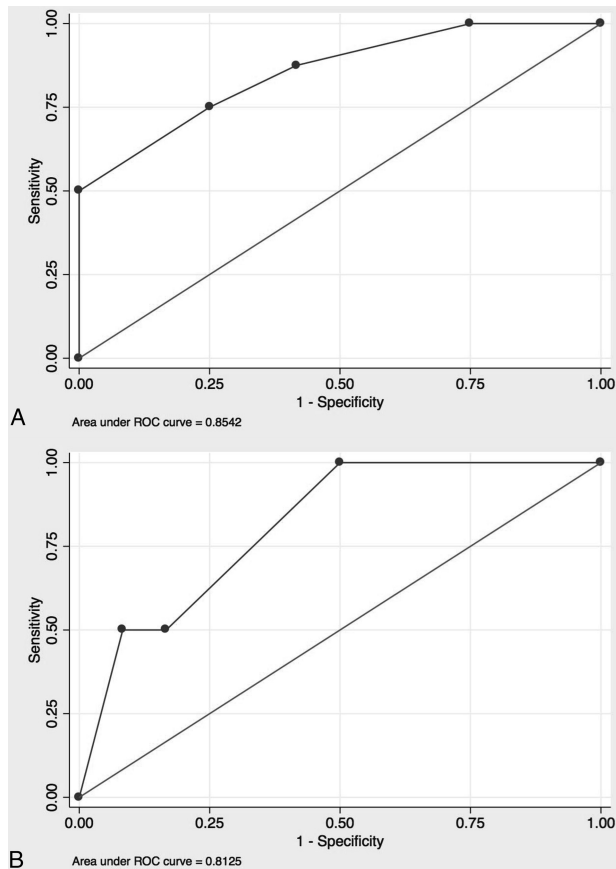 1.00
0.75
0.50
0.25
0.00
Sensitivity
0.00 0.25 0.50 0.75 1.00
1 - Specificity
A
Area under ROC curve = 0.8542
1.00
0.75
0.50
0.25
0.00
Sensitivity
0.00 0.25 0.50 0.75 1.00
1 - Specificity
B
Area under ROC curve = 0.8125